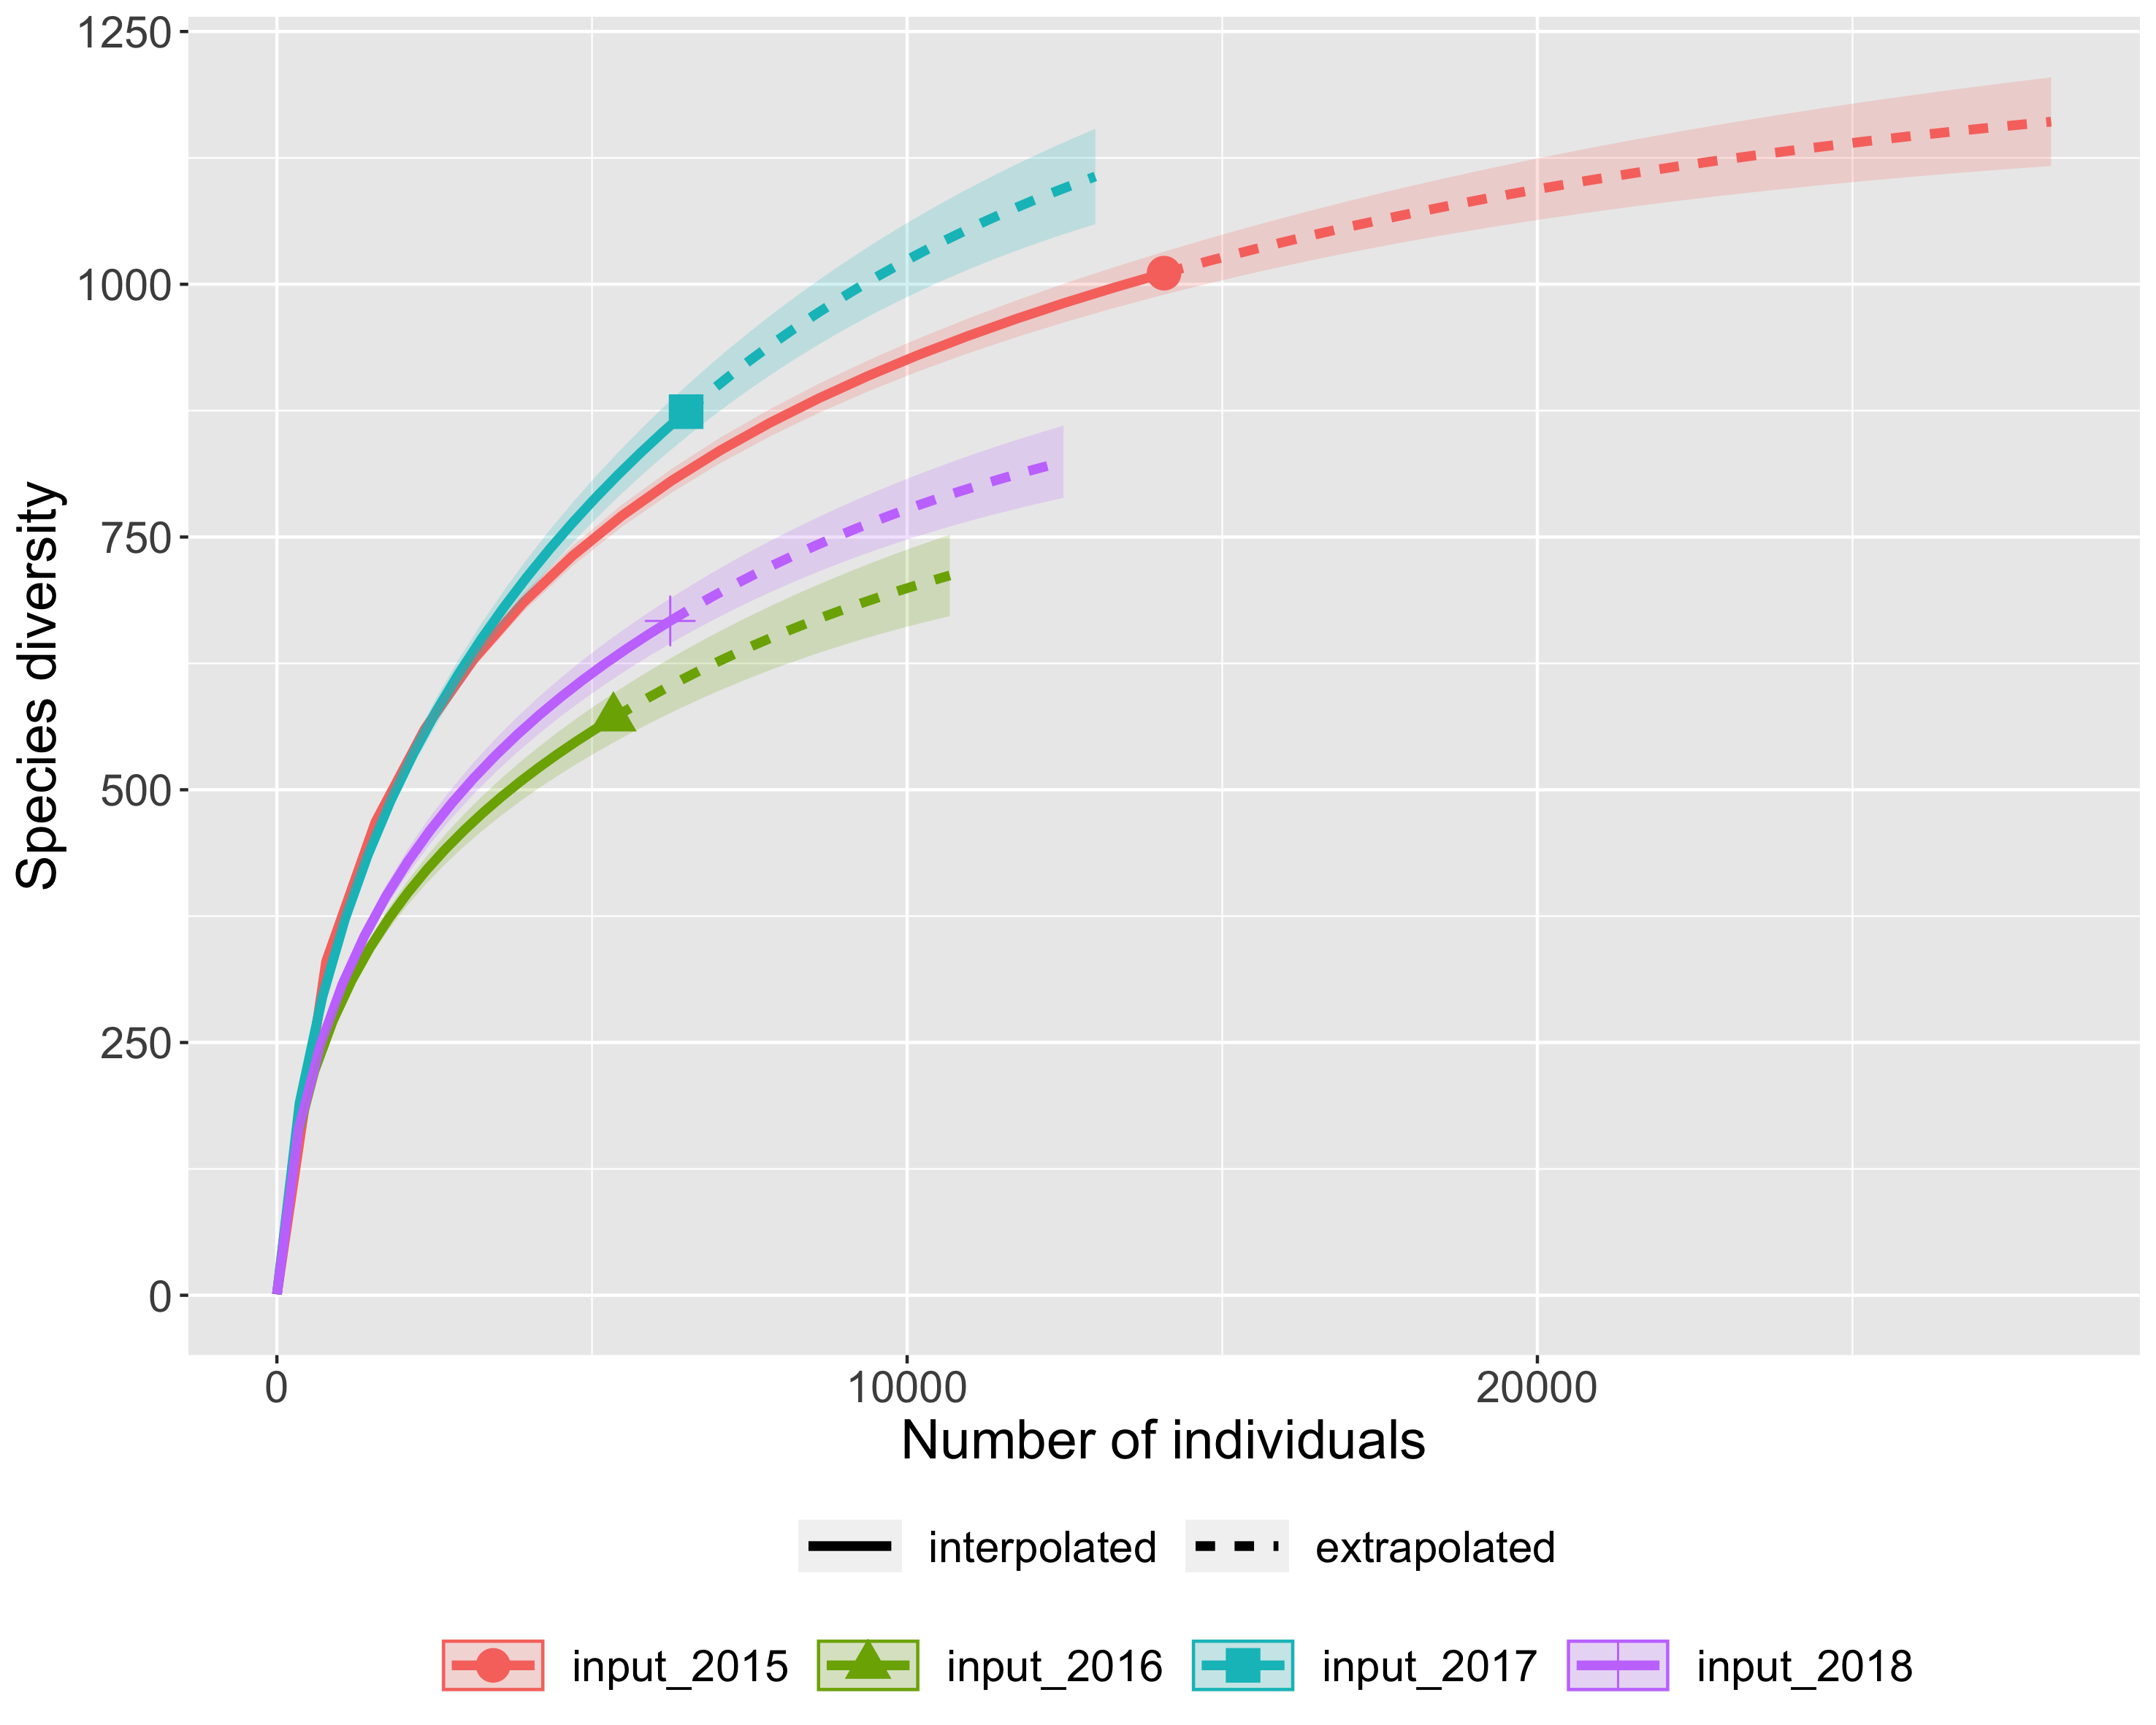 1250
1000
750
500
250
0
Species diversity
0 10000 20000
Number of individuals
interpolated extrapolated
input_2015 input_2016 input_2017 input_2018